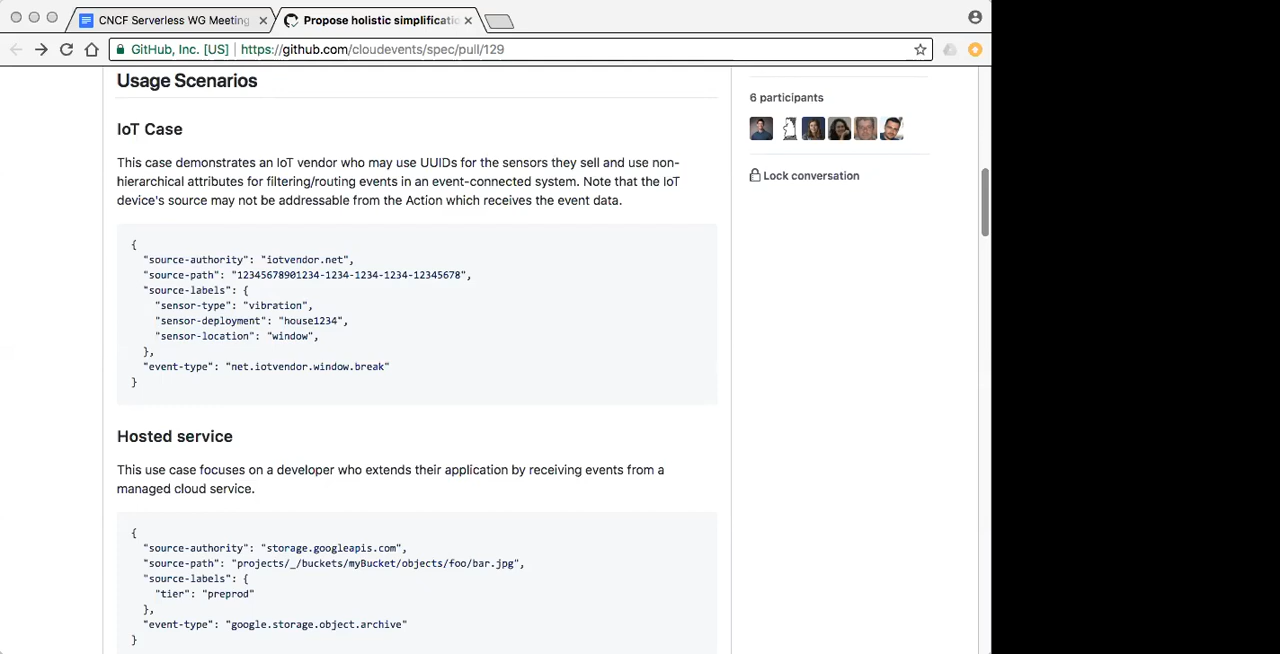 CNCF Serverless WG Meeting
Propose holistic simplificatio
GitHub, Inc. [US] https://github.com/cloudevents/spec/pull/129
Usage Scenarios
IoT Case
This case demonstrates an IoT vendor who may use UUIDs for the sensors they sell and use non-
hierarchical attributes for filtering/routing events in an event-connected system. Note that the IoT
device's source may not be addressable from the Action which receives the event data.
{
"source-authority": "iotvendor.net",
"source-path": "12345678901234-1234-1234-1234-12345678",
"source-labels": {
"sensor-type": "vibration",
"sensor-deployment": "house1234",
"sensor-location": "window",
},
"event-type": "net.iotvendor.window.break"
}
Hosted service
This use case focuses on a developer who extends their application by receiving events from a
managed cloud service.
{
"source-authority": "storage.googleapis.com",
"source-path": "projects/_/buckets/myBucket/objects/foo/bar.jpg",
"source-labels": {
"tier": "preprod"
},
"event-type": "google.storage.object.archive"
}
6 participants
Lock conversation